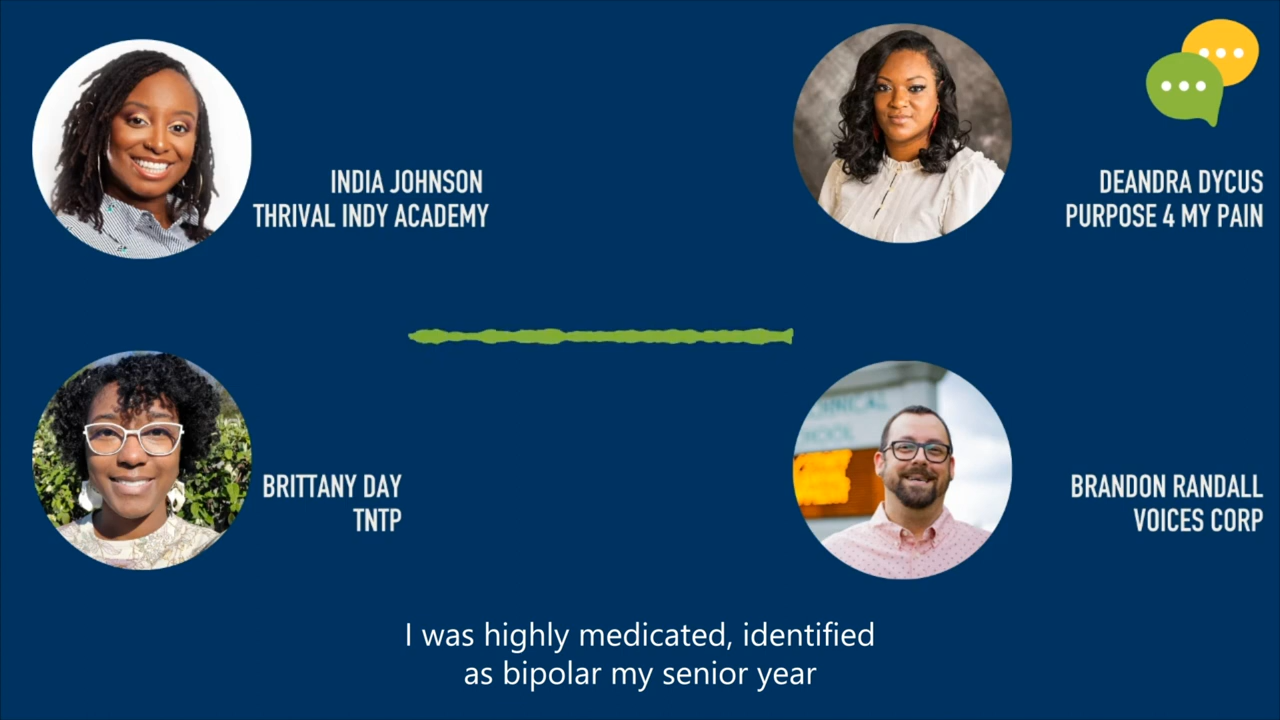 INDIA JOHNSON
THRIVAL INDY ACADEMY
DEANDRA DYCUS
PURPOSE 4 MY PAIN
BRITTANY DAY
TNTP
BRANDON RANDALL
VOICES CORP
I was highly medicated, identified
as bipolar my senior year